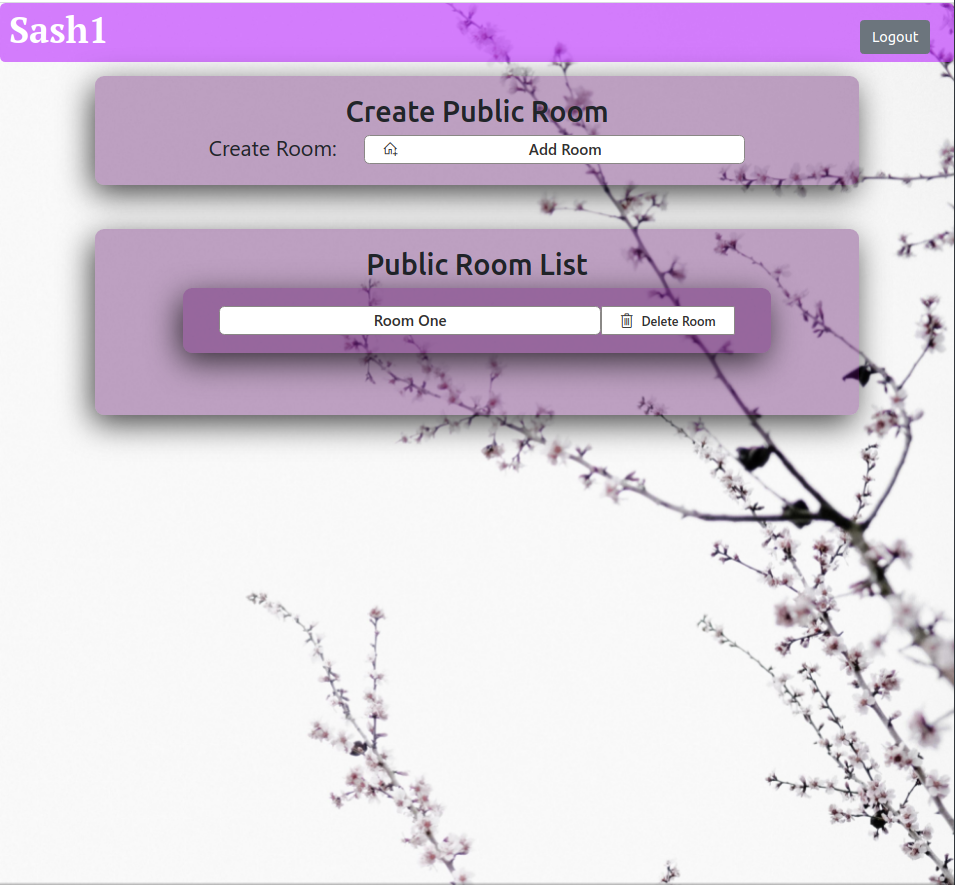 Sash1
Logout
Create Public Room
Create Room: Add Room
Public Room List
Room One Delete Room